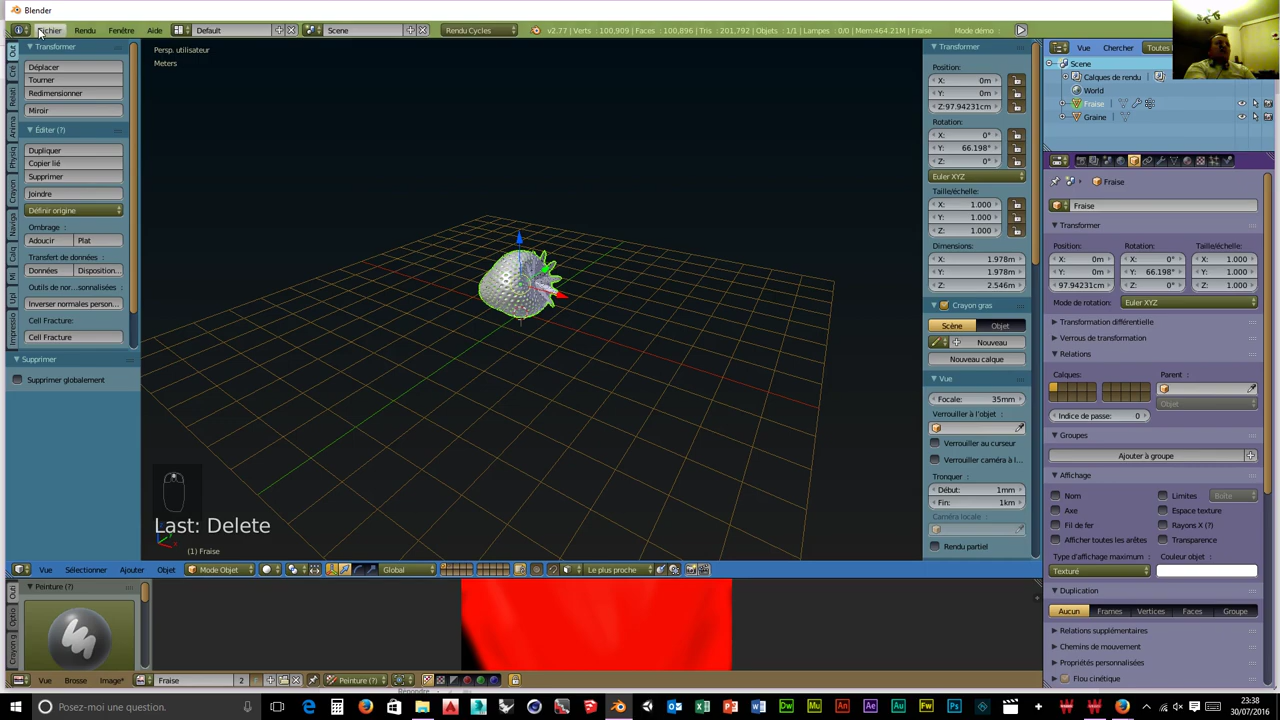 Blender
Fichier Rendu Fenêtre Aide Default Scene Rendu Cycles v2.77 | Verts : 100,909 | Faces : 100,896 | Tris : 201,792 | Objects : 1/1 | Mem:464.21M | Fraise Mode démo :
Transformer
Déplacer
Tourner
Redimensionner
Miroir
Éditer (?)
Dupliquer
Copier lié
Supprimer
Joindre
Définir origine
Ombrage :
Adoucir Plat
Transfert de données :
Données Disposition...
Outils de nor...sonnalisées :
Inverser normales person...
Cell Fracture:
Cell Fracture
Supprimer
Supprimer globalement
Persp. utilisateur
Meters
Last: Delete
(1) Fraise
Transformer
Position:
X: 0m
Y: 0m
Z:97.94231cm
Rotation:
X: 0°
Y: 66.198°
Z: 0°
Euler XYZ
Taille/échelle:
X: 1.000
Y: 1.000
Z: 1.000
Dimensions:
X: 1.978m
Y: 1.978m
Z: 2.546m
Crayon gras
Scène Objet
Nouveau
Nouveau calque
Vue
Focale: 35mm
Verrouiller à l'objet :
Verrouiller au curseur
Verrouiller caméra à l...
Tronquer :
Début: 1mm
Fin: 1km
Caméra locale :
Rendu partiel
Vue Chercher Toutes l
Scene
Calques de rendu
World
Fraise
Graine
Fraise
Fraise
Transformer
Position: Rotation: Taille/échelle:
X: 0m X: 0° X: 1.000
Y: 0m Y: 66.198° Y: 1.000
97.94231cm Z: 0° Z: 1.000
Mode de rotation: Euler XYZ
Transformation différentielle
Verrous de transformation
Relations
Calques: Parent :
Objet
Indice de passe: 0
Groupes
Ajouter à groupe
Affichage
Nom Limites Boîte
Axe Espace texture
Fil de fer Rayons X (?)
Afficher toutes les arêtes Transparence
Type d'affichage maximum : Couleur objet :
Texturé
Duplication
Aucun Frames Vertices Faces Groupe
Relations supplémentaires
Chemins de mouvement
Propriétés personnalisées
Flou cinétique
Vue Sélectionner Ajouter Objet Mode Objet Global Le plus proche
Peinture (?)
Vue Brosse Image* Fraise 2 Peinture (?)
Rendre
Posez-moi une question. Dw Mu An Ae Au Fw Ps
23:38
30/07/2016